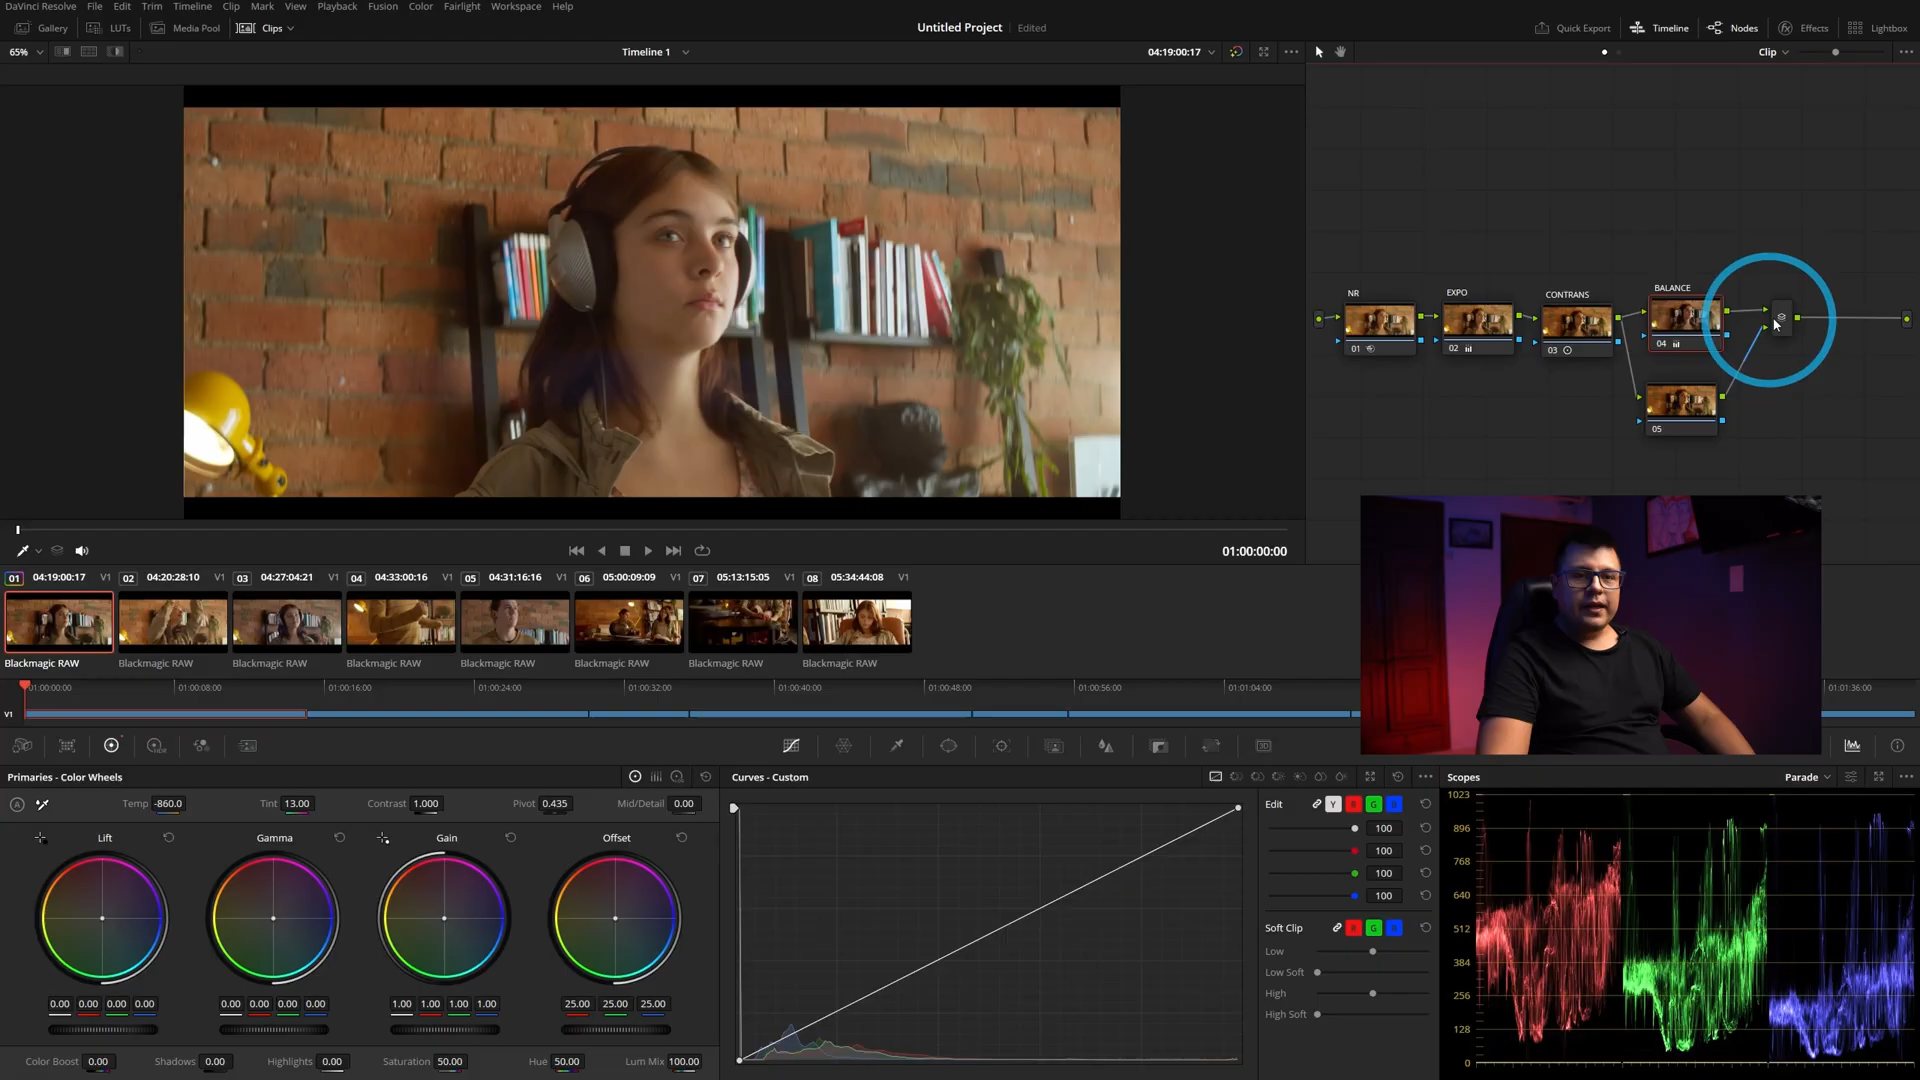 DaVinci Resolve File Edit Trim Timeline Clip Mark View Playback Fusion Color Fairlight Workspace Help
Gallery LUTs Media Pool Clips Untitled Project Edited Quick Export Timeline Nodes Effects Lightbox
65% Timeline 1 04:19:00:17 Clip
NR EXPO CONTRANS BALANCE
01 02 03 04
05
01:00:00:00
01 04:19:00:17 V1 02 04:20:28:10 V1 03 04:27:04:21 V1 04 04:33:00:16 V1 05 04:31:16:16 V1 06 05:00:09:09 V1 07 05:13:15:05 V1 08 05:34:44:08 V1
Blackmagic RAW Blackmagic RAW Blackmagic RAW Blackmagic RAW Blackmagic RAW Blackmagic RAW Blackmagic RAW Blackmagic RAW
01:00:00:00 01:00:08:00 01:00:16:00 01:00:24:00 01:00:32:00 01:00:40:00 01:00:48:00 01:00:56:00 01:01:04:00 01:01:36:00
V1
Primaries - Color Wheels Curves - Custom Scopes Parade
A Temp -860.0 Tint 13.00 Contrast 1.000 Pivot 0.435 Mid/Detail 0.00
Lift Gamma Gain Offset
0.00 0.00 0.00 0.00 0.00 0.00 0.00 0.00 1.00 1.00 1.00 1.00 25.00 25.00 25.00
Color Boost 0.00 Shadows 0.00 Highlights 0.00 Saturation 50.00 Hue 50.00 Lum Mix 100.00
Edit Y R G B
100
100
100
100
Soft Clip R G B
Low
Low Soft
High
High Soft
1023
896
768
640
512
384
256
128
0